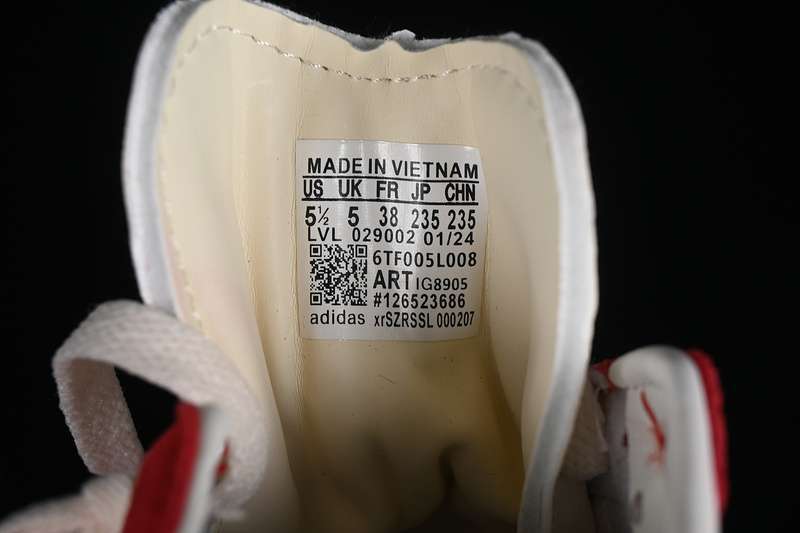 MADE IN VIETNAM
US UK FR JP CHN
5½ 5 38 235 235
LVL 029002 01/24
6TF005L008
ART IG8905
#126523686
adidas xrSZRSSL 000207